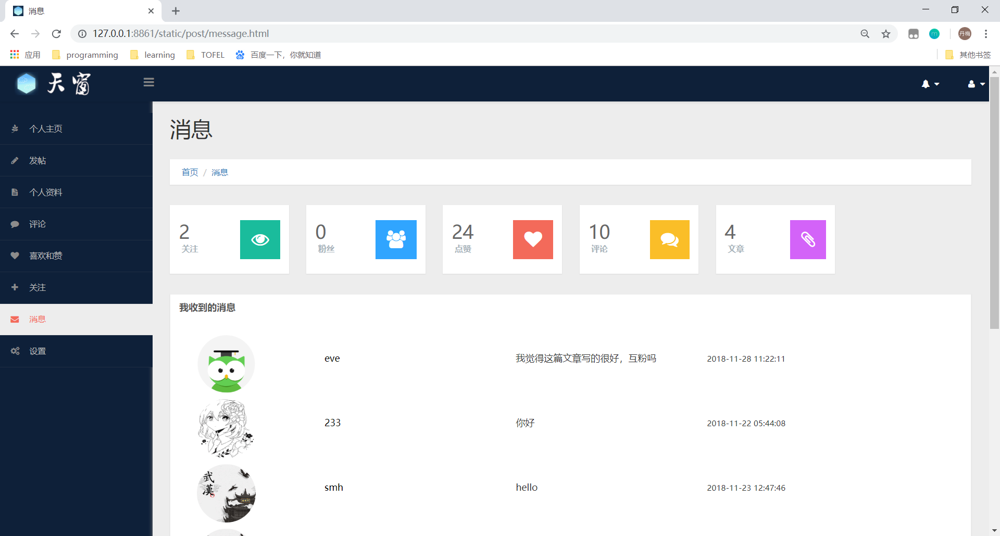 消息
127.0.0.1:8861/static/post/message.html
丹梅
应用 programming learning TOFEL 百度一下，你就知道 其他书签
天窗
个人主页
发帖
个人资料
评论
喜欢和赞
关注
消息
设置
消息
首页 / 消息
2
关注
0
粉丝
24
点赞
10
评论
4
文章
我收到的消息
eve 我觉得这篇文章写的很好，互粉吗 2018-11-28 11:22:11
233 你好 2018-11-22 05:44:08
武漢
smh hello 2018-11-23 12:47:46